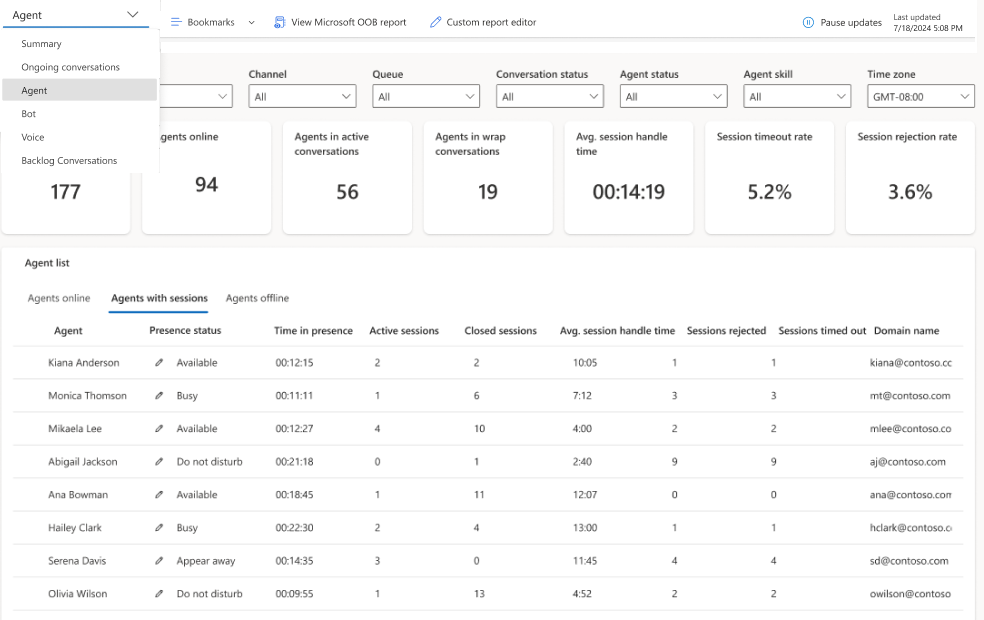 Agent
Bookmarks
View Microsoft OOB report
Custom report editor
Pause updates
Last updated
7/18/2024 5:08 PM
Summary
Ongoing conversations
Agent
Bot
Voice
Backlog Conversations
Channel
All
Queue
All
Conversation status
All
Agent status
All
Agent skill
All
Time zone
GMT-08:00
177
gents online
94
Agents in active
conversations
56
Agents in wrap
conversations
19
Avg. session handle
time
00:14:19
Session timeout rate
5.2%
Session rejection rate
3.6%
Agent list
Agents online Agents with sessions Agents offline
Agent Presence status Time in presence Active sessions Closed sessions Avg. session handle time Sessions rejected Sessions timed out Domain name
Kiana Anderson Available 00:12:15 2 2 10:05 1 1 kiana@contoso.cc
Monica Thomson Busy 00:11:11 1 6 7:12 3 3 mt@contoso.com
Mikaela Lee Available 00:12:27 4 10 4:00 2 2 mlee@contoso.co
Abigail Jackson Do not disturb 00:21:18 0 1 2:40 9 9 aj@contoso.com
Ana Bowman Available 00:18:45 1 11 12:07 0 0 ana@contoso.com
Hailey Clark Busy 00:22:30 2 4 13:00 1 1 hclark@contoso.c
Serena Davis Appear away 00:14:35 3 0 11:45 4 4 sd@contoso.com
Olivia Wilson Do not disturb 00:09:55 1 13 4:52 2 2 owilson@contoso